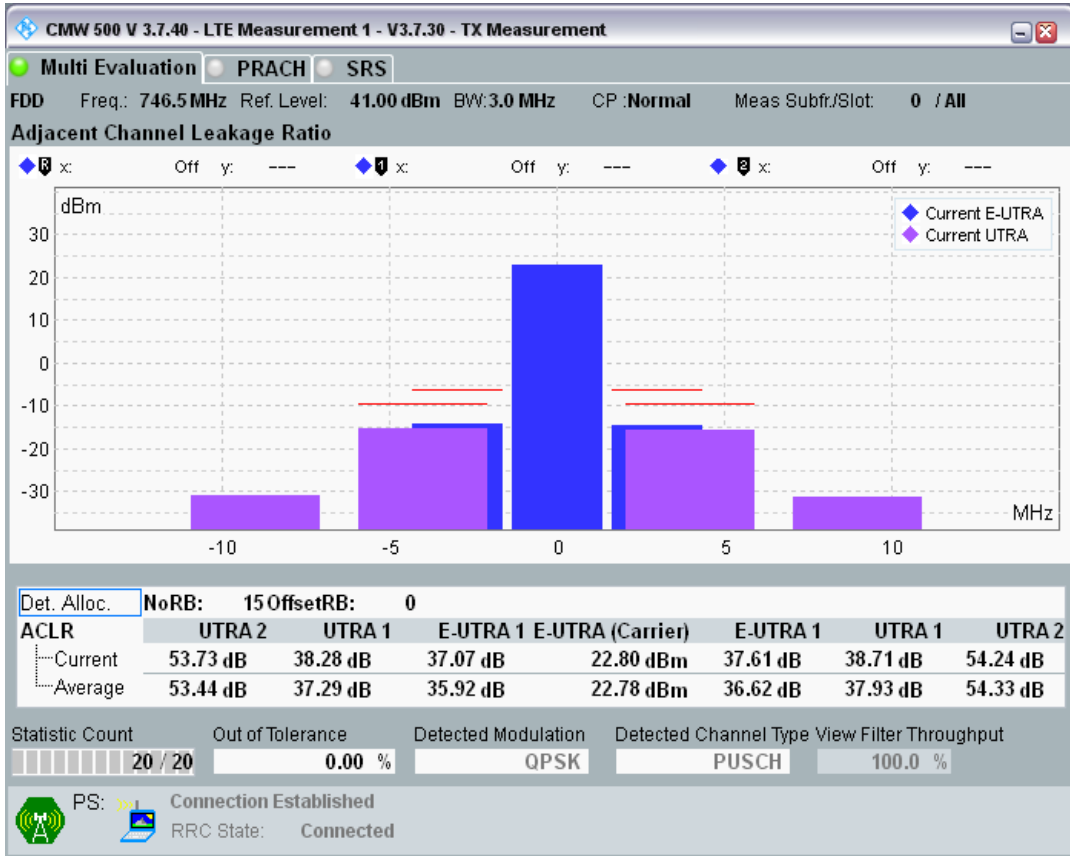 CMW 500 V 3.7.40 - LTE Measurement 1 - V3.7.30 - TX Measurement
Multi Evaluation PRACH SRS
FDD Freq.: 746.5 MHz Ref. Level: 41.00 dBm BW: 3.0 MHz CP :Normal Meas Subfr./Slot: 0 / All
Adjacent Channel Leakage Ratio
R x: Off y: --- 1 x: Off y: --- 2 x: Off y: ---
dBm
Current E-UTRA
Current UTRA
30
20
10
0
-10
-20
-30
MHz
-10 -5 0 5 10
Det. Alloc. NoRB: 15 OffsetRB: 0
ACLR UTRA 2 UTRA 1 E-UTRA 1 E-UTRA (Carrier) E-UTRA 1 UTRA 1 UTRA 2
Current 53.73 dB 38.28 dB 37.07 dB 22.80 dBm 37.61 dB 38.71 dB 54.24 dB
Average 53.44 dB 37.29 dB 35.92 dB 22.78 dBm 36.62 dB 37.93 dB 54.33 dB
Statistic Count Out of Tolerance Detected Modulation Detected Channel Type View Filter Throughput
20 / 20 0.00 % QPSK PUSCH 100.0 %
PS: Connection Established
RRC State: Connected